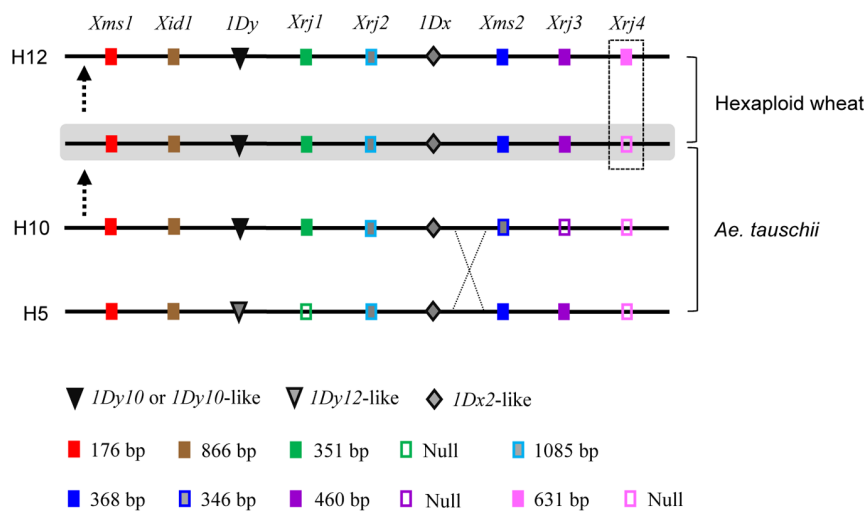 Xms1 Xid1 1Dy Xrj1 Xrj2 1Dx Xms2 Xrj3 Xrj4
H12
Hexaploid wheat
H10
Ae. tauschii
H5
1Dy10 or 1Dy10-like 1Dy12-like 1Dx2-like
176 bp 866 bp 351 bp Null 1085 bp
368 bp 346 bp 460 bp Null 631 bp Null